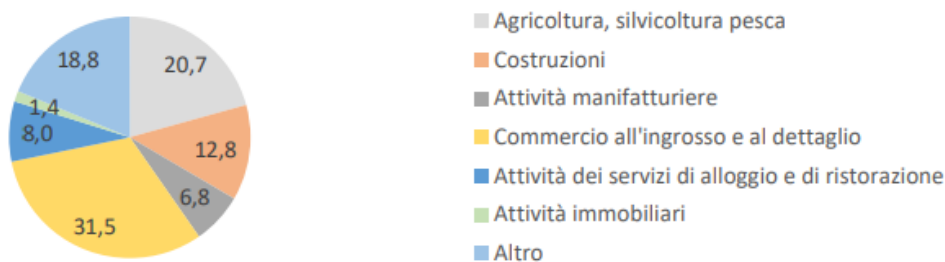 18,8
20,7
1,4
8,0
12,8
6,8
31,5
Agricoltura, silvicoltura pesca
Costruzioni
Attività manifatturiere
Commercio all'ingrosso e al dettaglio
Attività dei servizi di alloggio e di ristorazione
Attività immobiliari
Altro